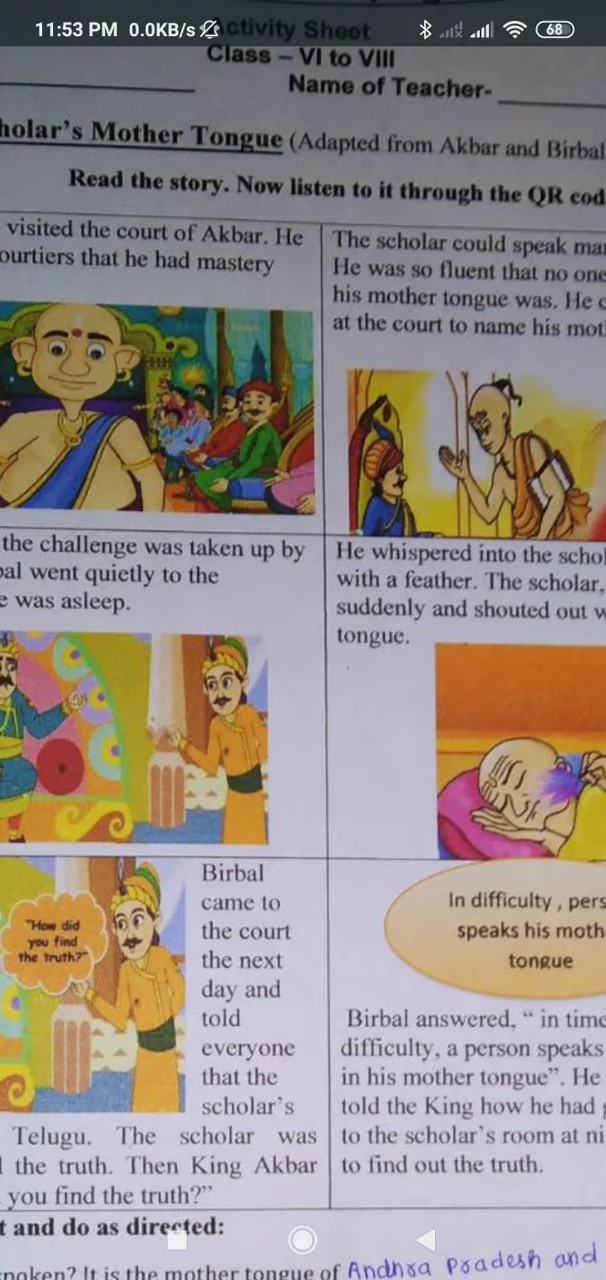 11:53 PM 0.0KB/s
68
Activity Sheet
Class – VI to VIII
Name of Teacher-
holar's Mother Tongue (Adapted from Akbar and Birbal
Read the story. Now listen to it through the QR cod
visited the court of Akbar. He
ourtiers that he had mastery
The scholar could speak ma
He was so fluent that no one
his mother tongue was. He c
at the court to name his mot
the challenge was taken up by
bal went quietly to the
e was asleep.
He whispered into the schol
with a feather. The scholar,
suddenly and shouted out w
tongue.
"How did
you find
the truth?"
Birbal
came to
the court
the next
day and
told
everyone
that the
scholar's
Telugu. The scholar was
the truth. Then King Akbar
you find the truth?"
In difficulty , pers
speaks his moth
tongue
Birbal answered, " in time
difficulty, a person speaks
in his mother tongue". He
told the King how he had g
to the scholar's room at ni
to find out the truth.
t and do as directed:
poken? It is the mother tongue of Andhra Pradesh and